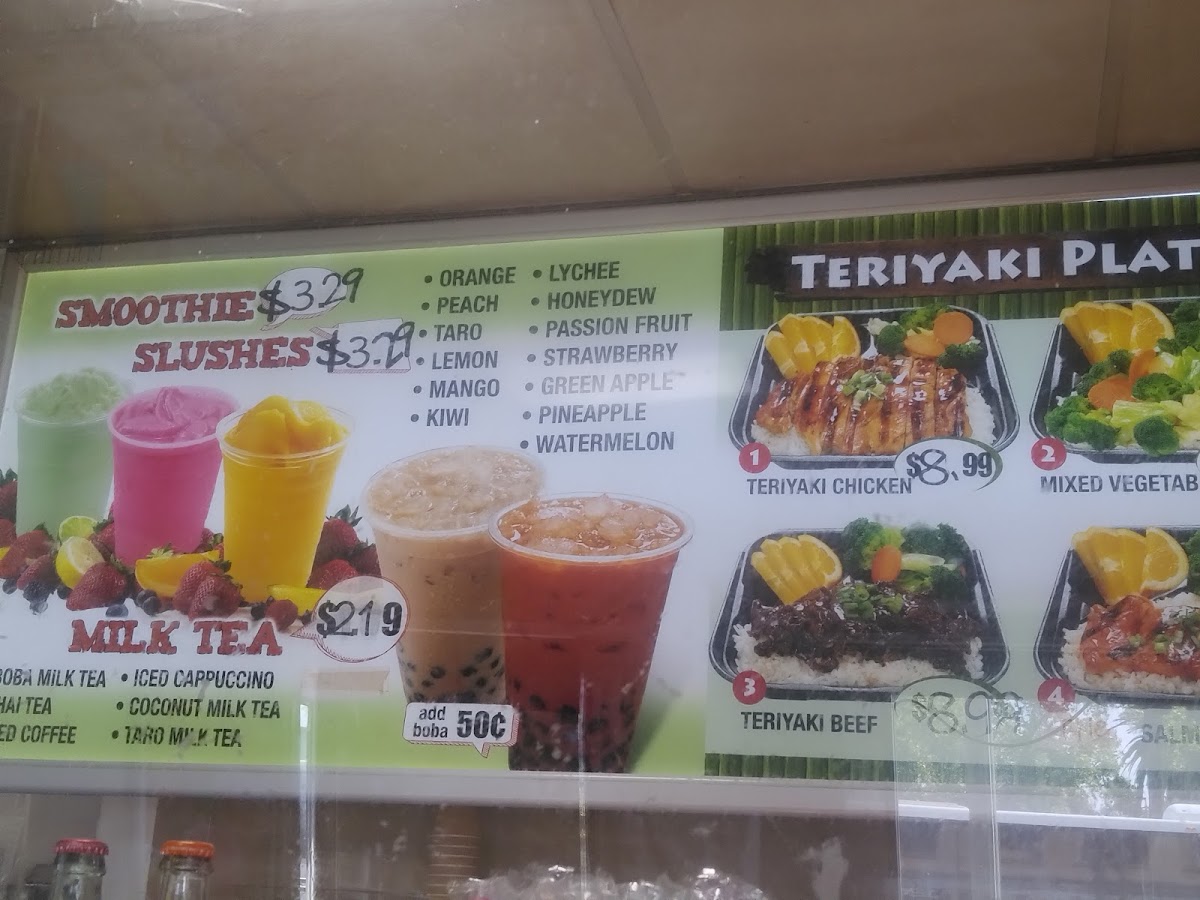 SMOOTHIE $3.29
SLUSHES $3.29
• ORANGE
• PEACH
• TARO
• LEMON
• MANGO
• KIWI
• LYCHEE
• HONEYDEW
• PASSION FRUIT
• STRAWBERRY
• GREEN APPLE
• PINEAPPLE
• WATERMELON
MILK TEA $2.19
BOBA MILK TEA
HAI TEA
ED COFFEE
• ICED CAPPUCCINO
• COCONUT MILK TEA
• TARO MILK TEA
add
boba 50¢
TERIYAKI PLAT
1
TERIYAKI CHICKEN $8.99
2
MIXED VEGETAB
3
TERIYAKI BEEF $8.99
4
SALM